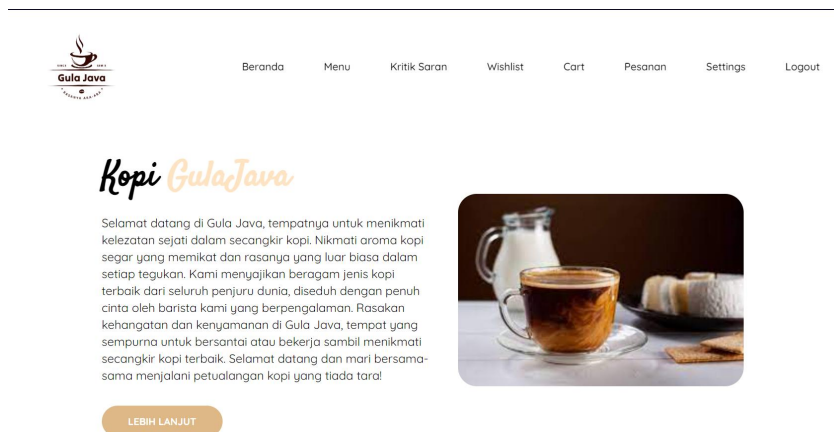 Gula Java
Beranda Menu Kritik Saran Wishlist Cart Pesanan Settings Logout
Kopi GulaJava
Selamat datang di Gula Java, tempatnya untuk menikmati
kelezatan sejati dalam secangkir kopi. Nikmati aroma kopi
segar yang memikat dan rasanya yang luar biasa dalam
setiap tegukan. Kami menyajikan beragam jenis kopi
terbaik dari seluruh penjuru dunia, diseduh dengan penuh
cinta oleh barista kami yang berpengalaman. Rasakan
kehangatan dan kenyamanan di Gula Java, tempat yang
sempurna untuk bersantai atau bekerja sambil menikmati
secangkir kopi terbaik. Selamat datang dan mari bersama-
sama menjalani petualangan kopi yang tiada tara!
LEBIH LANJUT